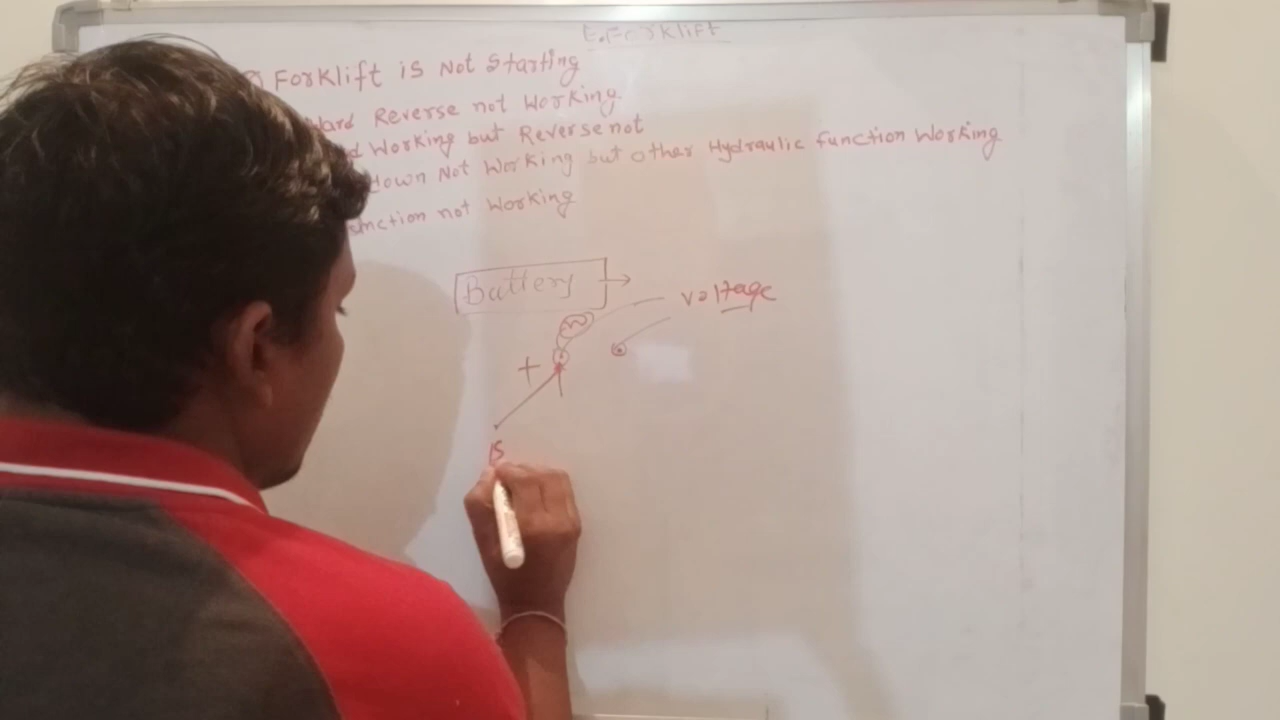 E.Forklift
Forklift is Not Starting
ward Reverse not Working
d Working but Reverse not
down Not Working but other Hydraulic function Working
not Working
Battery
voltage
+